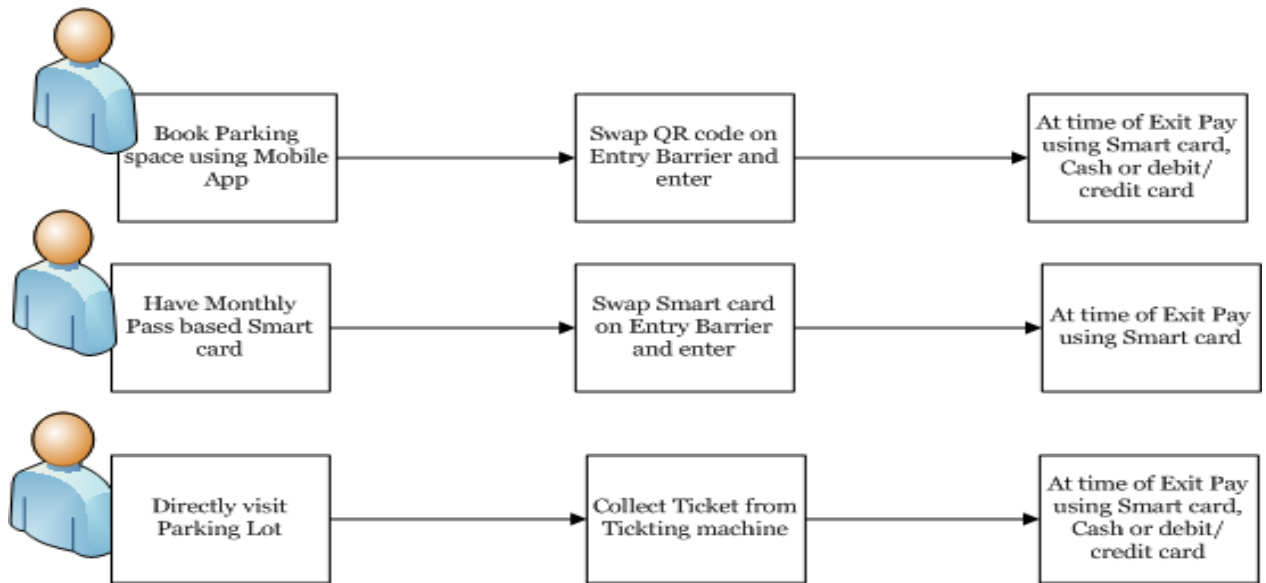 Book Parking
space using Mobile
App
Swap QR code on
Entry Barrier and
enter
At time of Exit Pay
using Smart card,
Cash or debit/
credit card
Have Monthly
Pass based Smart
card
Swap Smart card
on Entry Barrier
and enter
At time of Exit Pay
using Smart card
Directly visit
Parking Lot
Collect Ticket from
Tickting machine
At time of Exit Pay
using Smart card,
Cash or debit/
credit card